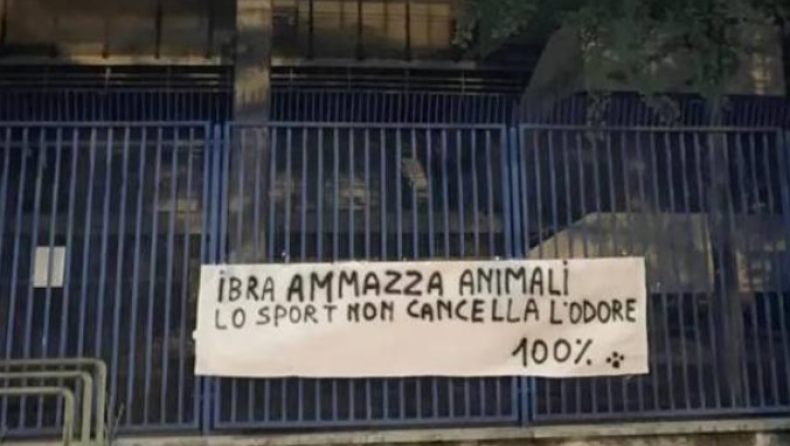 iBRA AMMAZZA ANIMALi
LO SPORT NON CANCELLA L'ODORE
100%